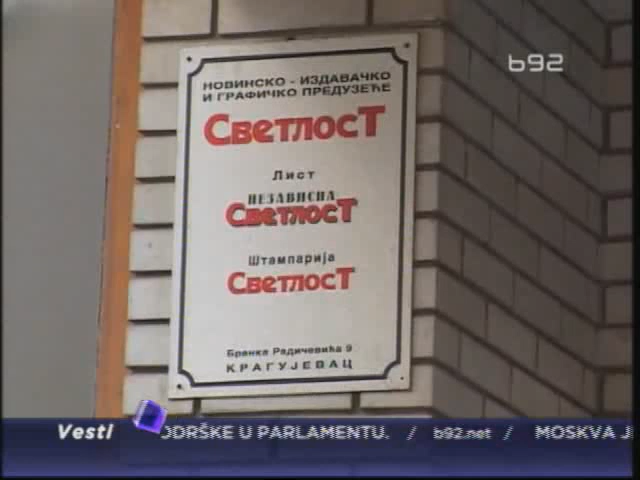 b92
НОВИНСКО - ИЗДАВАЧКО
И ГРАФИЧКО ПРЕДУЗЕЋЕ
СветлосТ
Лист
НЕЗАВИСНА
СветлосТ
Штампарија
СветлосТ
Бранка Радичевића 9
КРАГУЈЕВАЦ
Vesti
ODRŠKE U PARLAMENTU. / b92.net / MOSKVA J